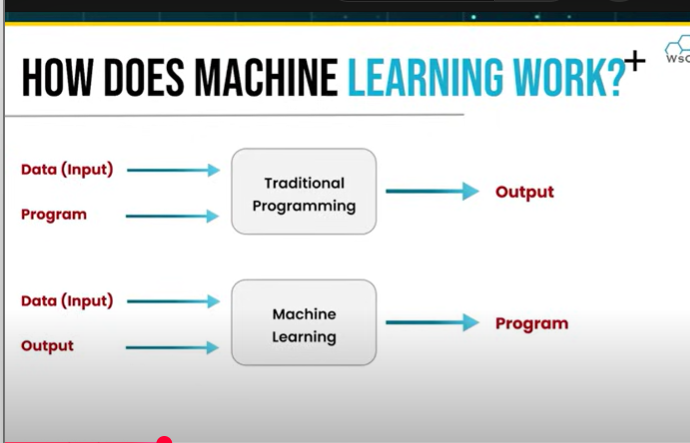 HOW DOES MACHINE LEARNING WORK?
Data (Input)
Program
Traditional
Programming
Output
Data (Input)
Output
Machine
Learning
Program